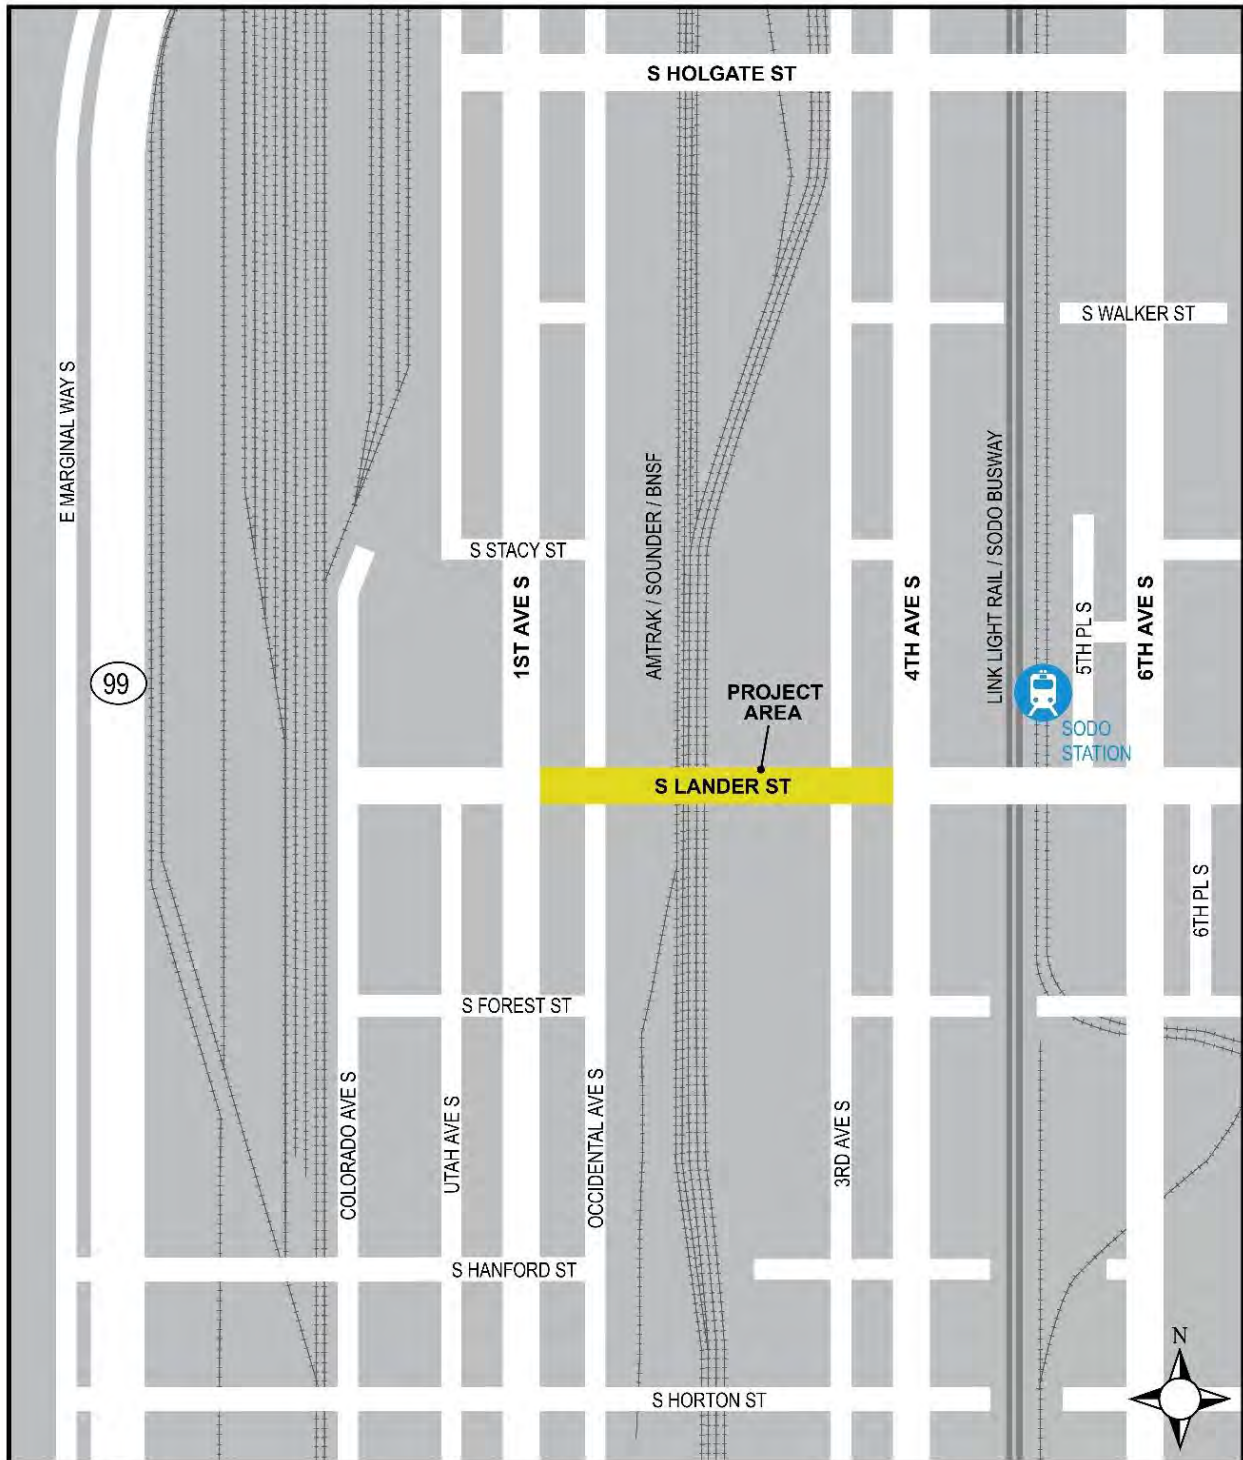 S HOLGATE ST
S WALKER ST
E MARGINAL WAY S
AMTRAK / SOUNDER / BNSF
LINK LIGHT RAIL / SODO BUSWAY
S STACY ST
1ST AVE S
4TH AVE S
5TH PL S
6TH AVE S
99
PROJECT
AREA
SODO
STATION
S LANDER ST
6TH PL S
S FOREST ST
COLORADO AVE S
UTAH AVE S
OCCIDENTAL AVE S
3RD AVE S
S HANFORD ST
N
S HORTON ST